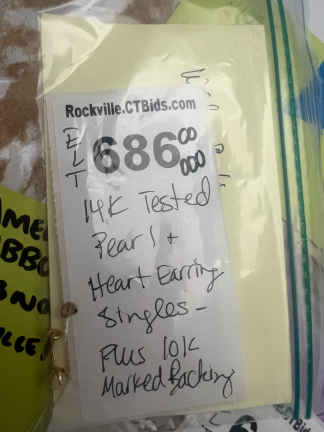 Rockville.CTBids.com
ELT
686 00
000
14K Tested
Pearl +
Heart Earring
Singles -
Plus 10K
Marked Backing